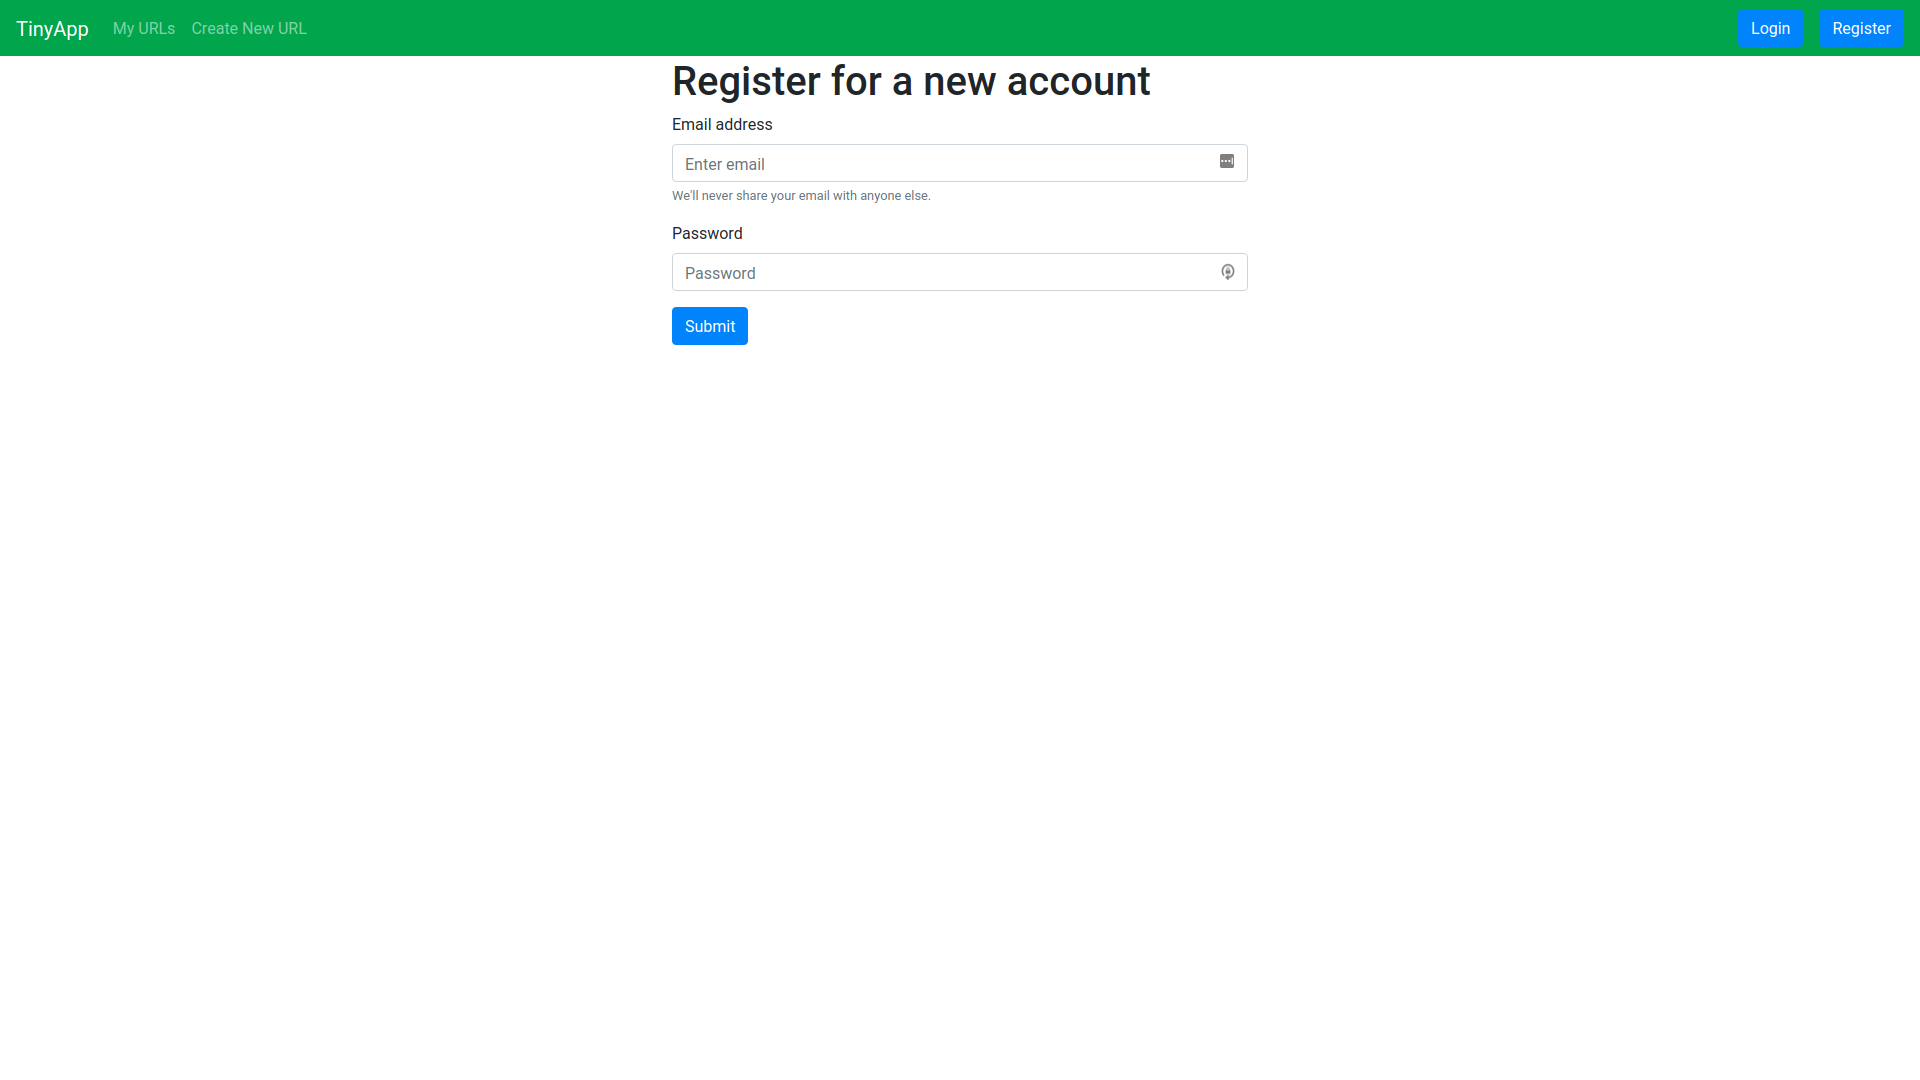 TinyApp My URLs Create New URL Login Register
Register for a new account
Email address
Enter email
We'll never share your email with anyone else.
Password
Password
Submit